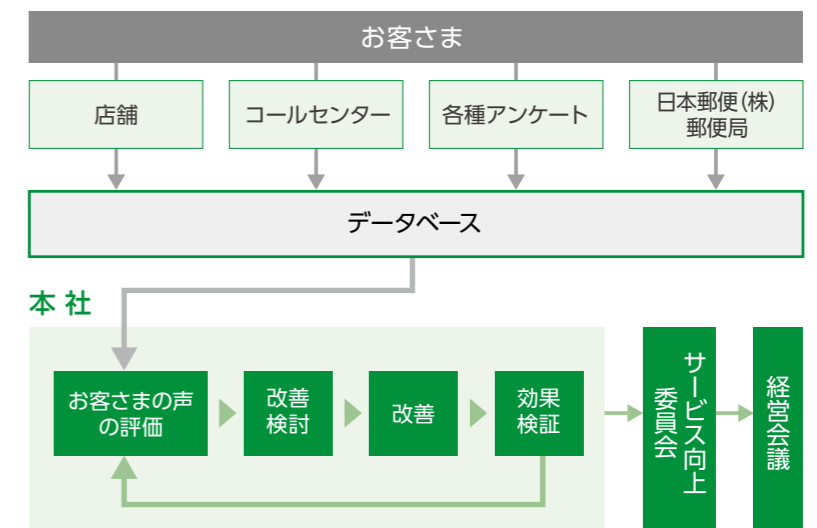 お客さま
店舗
コールセンター
各種アンケート
日本郵便(株)
郵便局
データベース
本社
お客さまの声
の評価
改善
検討
改善
効果
検証
サービス向上
委員会
経営会議